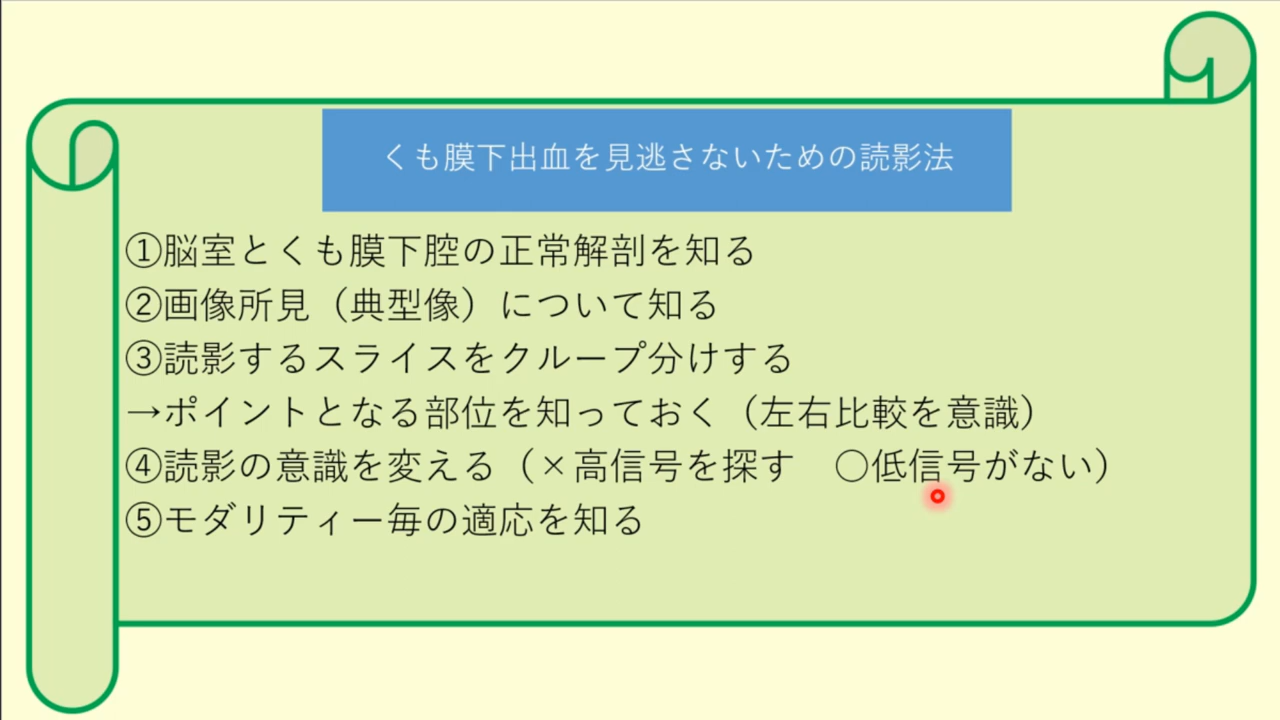 くも膜下出血を見逃さないための読影法
①脳室とくも膜下腔の正常解剖を知る
②画像所見（典型像）について知る
③読影するスライスをクループ分けする
→ポイントとなる部位を知っておく（左右比較を意識）
④読影の意識を変える（×高信号を探す　〇低信号がない）
⑤モダリティー毎の適応を知る